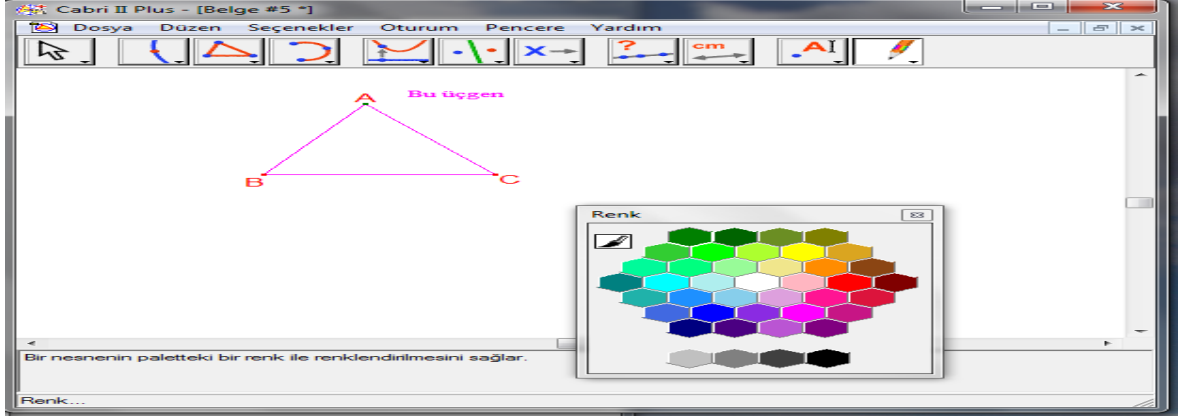 Cabri II Plus - [Belge #5 *]
Dosya Düzen Seçenekler Oturum Pencere Yardım
? cm A
A Bu üçgen
B C
Renk
Bir nesnenin paletteki bir renk ile renklendirilmesini sağlar.
Renk...